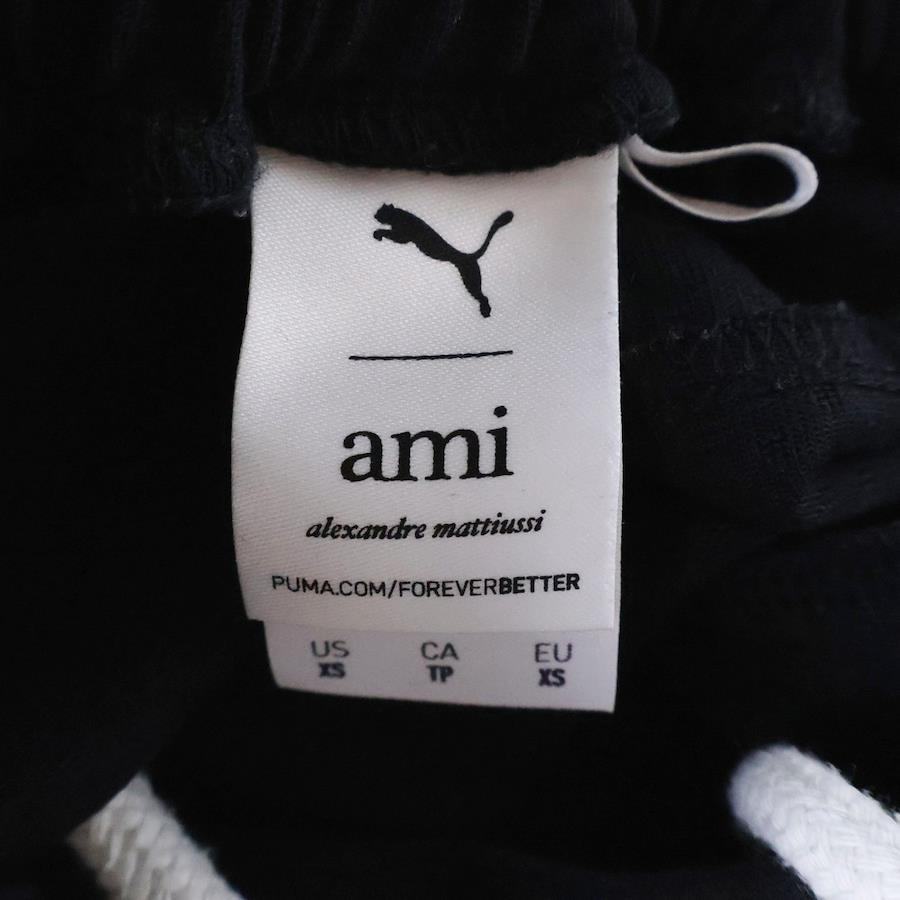 ami
alexandre mattiussi
PUMA.COM/FOREVERBETTER
US CA EU
XS TP XS